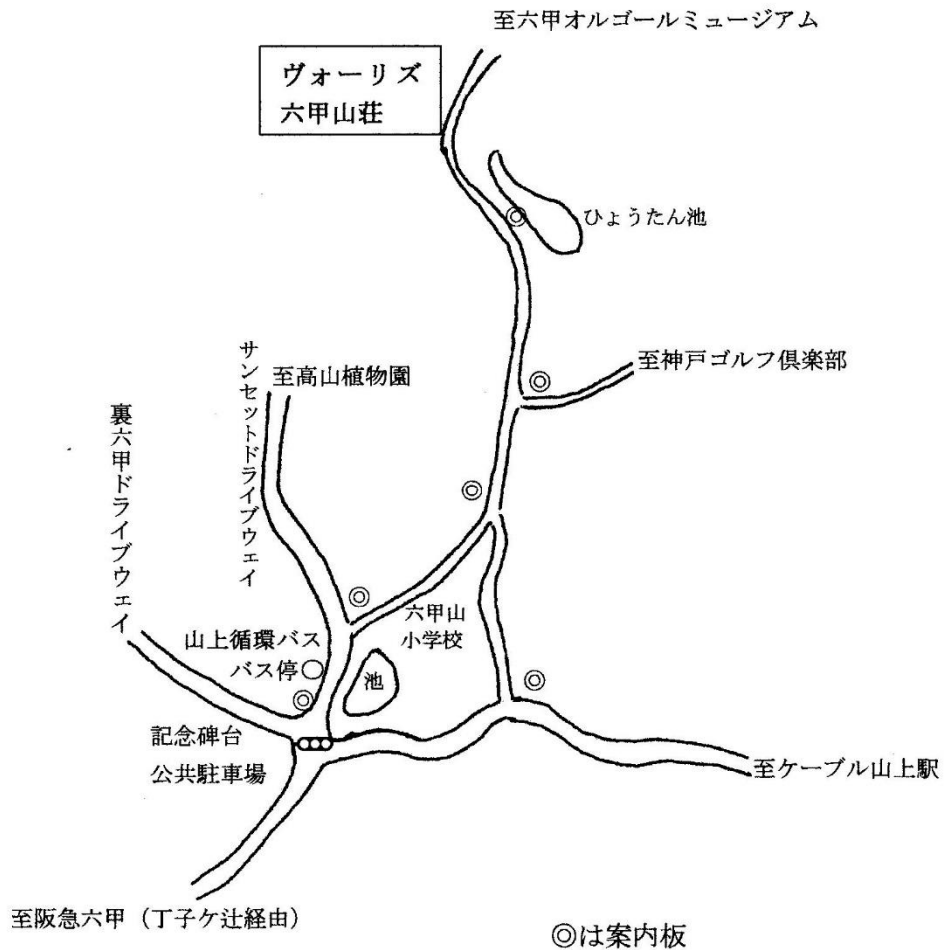 至六甲オルゴールミュージアム
ヴォーリズ
六甲山荘
ひょうたん池
至神戸ゴルフ倶楽部
サンセットドライブウェイ
至高山植物園
裏六甲ドライブウェイ
六甲山
小学校
山上循環バス
バス停
池
記念碑台
公共駐車場
至ケーブル山上駅
至阪急六甲（丁子ケ辻経由）
◎は案内板